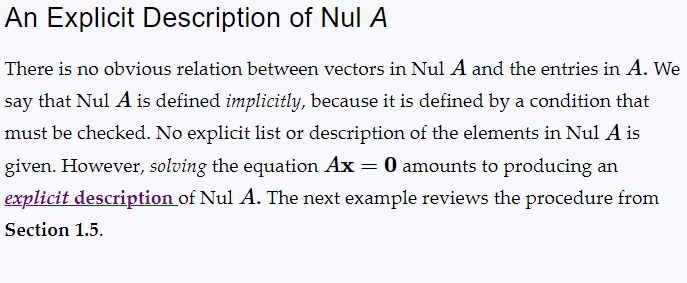 An Explicit Description of Nul A
There is no obvious relation between vectors in Nul A and the entries in A. We
say that Nul A is defined implicitly, because it is defined by a condition that
must be checked. No explicit list or description of the elements in Nul A is
given. However, solving the equation Ax = 0 amounts to producing an
explicit description of Nul A. The next example reviews the procedure from
Section 1.5.